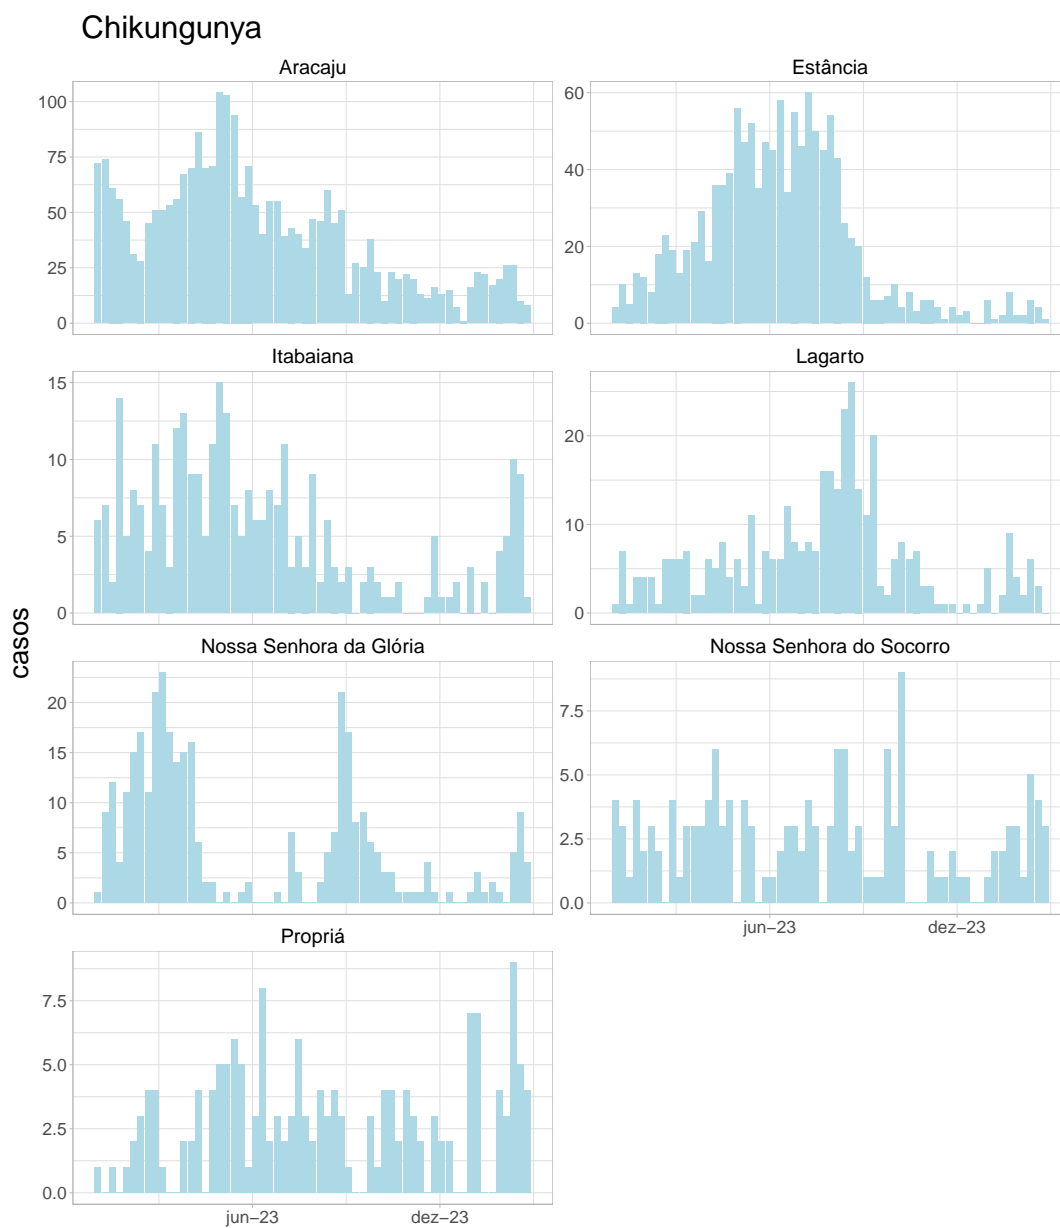 Chikungunya
Aracaju
Estância
100
75
50
25
0
60
40
20
0
Itabaiana
Lagarto
15
10
5
0
20
10
0
casos
Nossa Senhora da Glória
Nossa Senhora do Socorro
20
15
10
5
0
7.5
5.0
2.5
0.0
jun–23
dez–23
Propriá
7.5
5.0
2.5
0.0
jun–23
dez–23